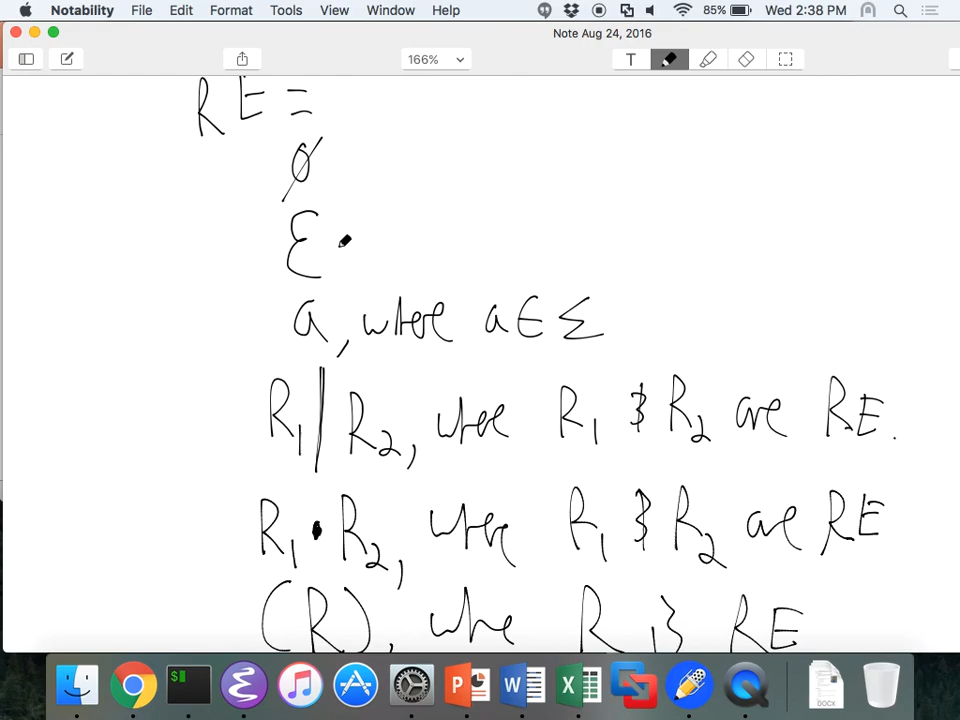 Notability File Edit Format Tools View Window Help 85% Wed 2:38 PM
Note Aug 24, 2016
166%
T
RE =
∅
ε
a, where a ∈ Σ
R1 | R2, where R1 & R2 are RE.
R1 • R2, where R1 & R2 are RE
(R), where R is RE
$
P W X
DOCX